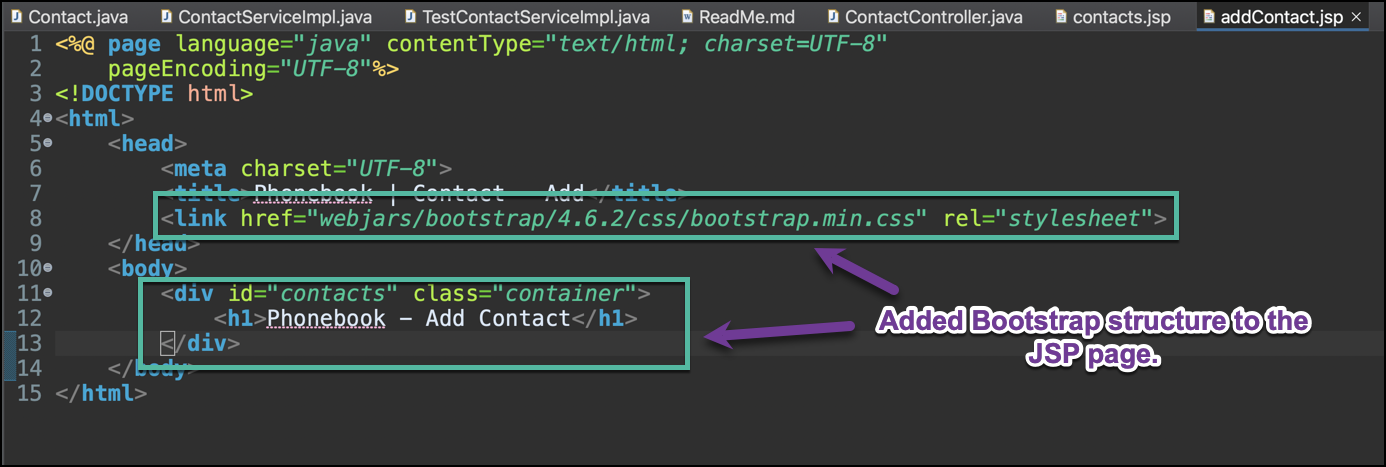 Contact.java ContactServiceImpl.java TestContactServiceImpl.java ReadMe.md ContactController.java contacts.jsp addContact.jsp
1 <%@ page language="java" contentType="text/html; charset=UTF-8"
2 pageEncoding="UTF-8"%>
3 <!DOCTYPE html>
4 <html>
5 <head>
6 <meta charset="UTF-8">
7 <title>Phonebook | Contact - Add</title>
8 <link href="webjars/bootstrap/4.6.2/css/bootstrap.min.css" rel="stylesheet">
9 </head>
10 <body>
11 <div id="contacts" class="container">
12 <h1>Phonebook - Add Contact</h1>
13 </div>
14 </body>
15 </html>
Added Bootstrap structure to the
JSP page.